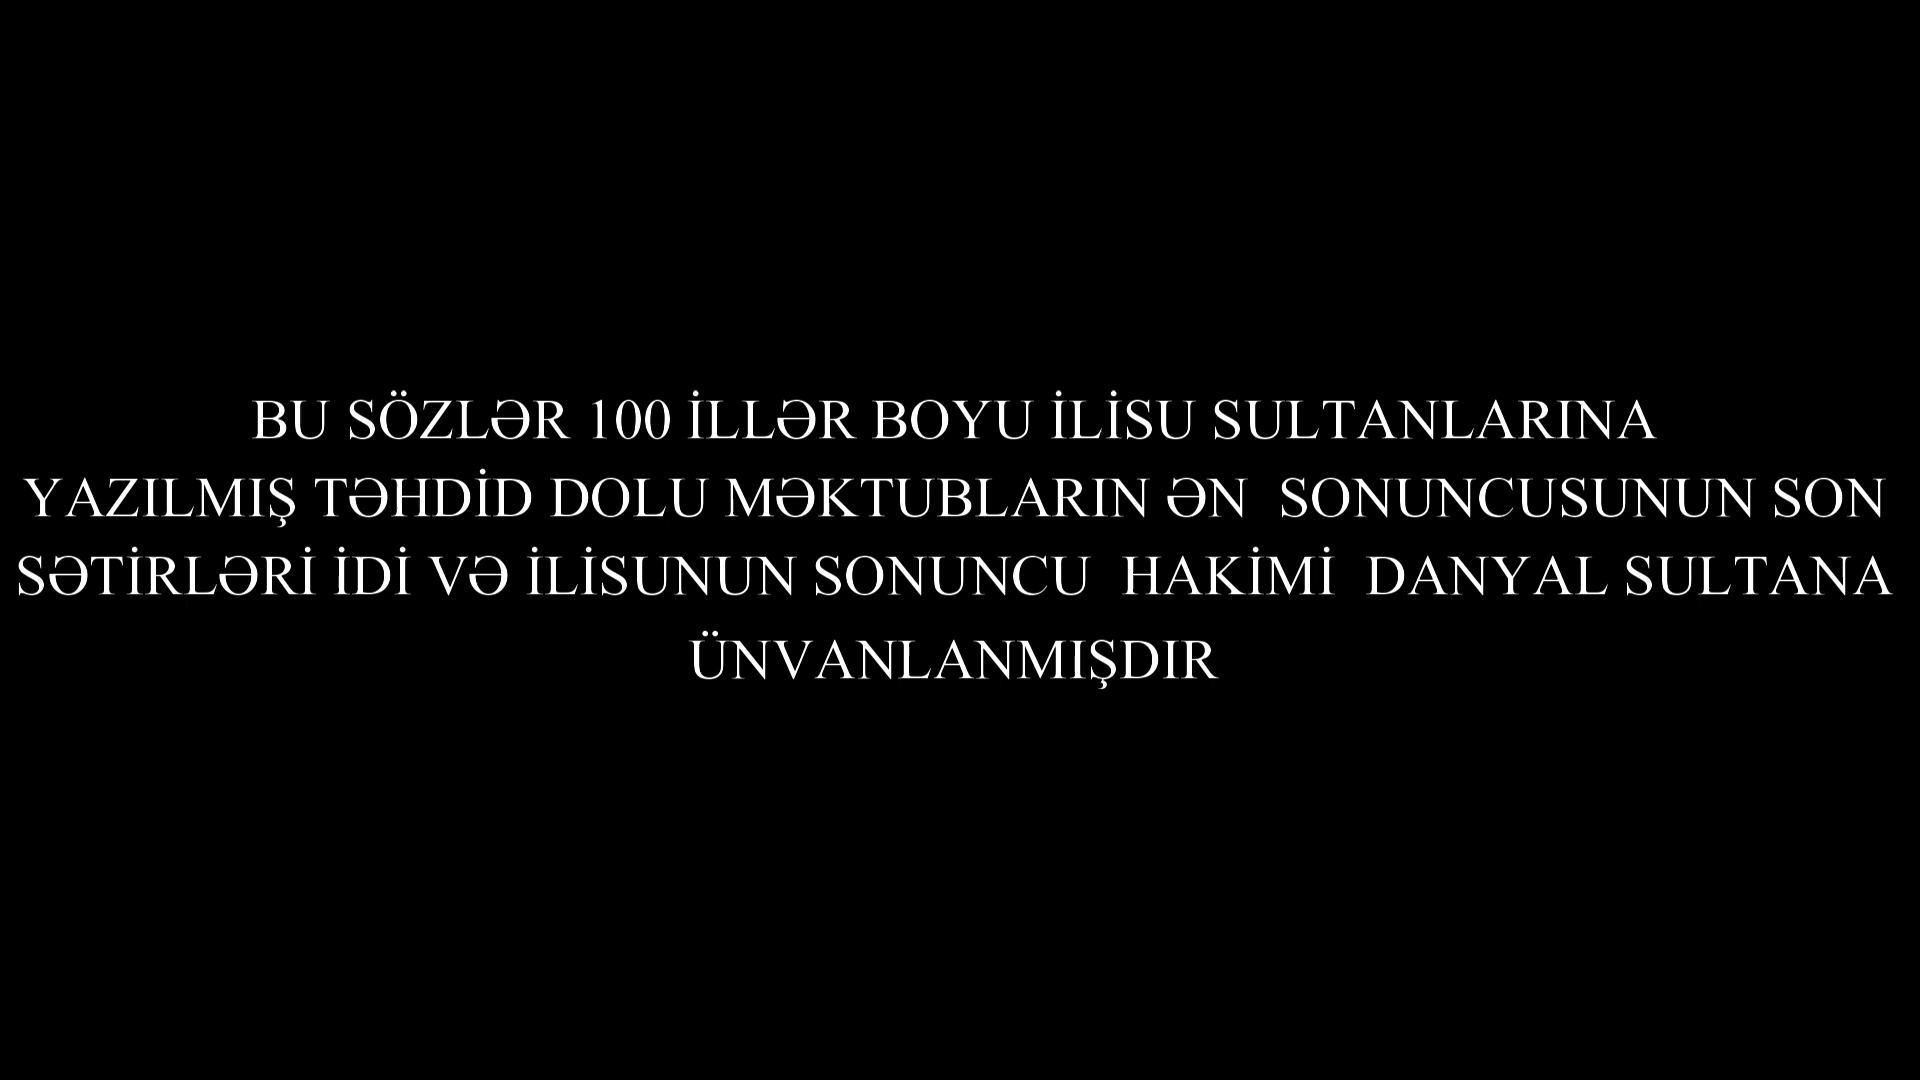 BU SÖZLƏR 100 İLLƏR BOYU İLİSU SULTANLARINA
YAZILMIŞ TƏHDİD DOLU MƏKTUBLARIN ƏN  SONUNCUSUNUN SON
SƏTİRLƏRİ İDİ VƏ İLİSUNUN SONUNCU  HAKİMİ  DANYAL SULTANA
ÜNVANLANMIŞDIR